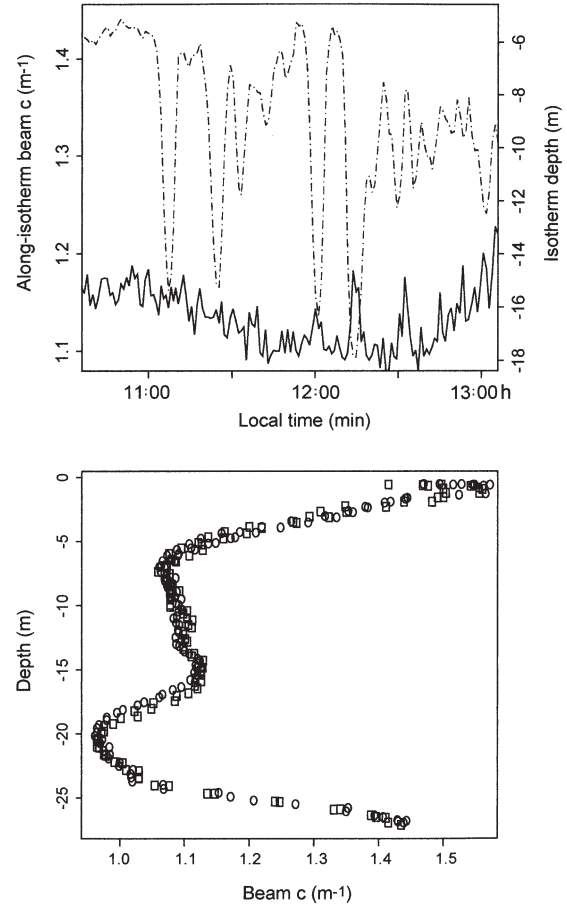 Along-isotherm beam c (m-1)
1.4
1.3
1.2
1.1
-6
-8
-10
-12
-14
-16
-18
Isotherm depth (m)
11:00 12:00 13:00h
Local time (min)
Depth (m)
0
-5
-10
-15
-20
-25
1.0 1.1 1.2 1.3 1.4 1.5
Beam c (m-1)